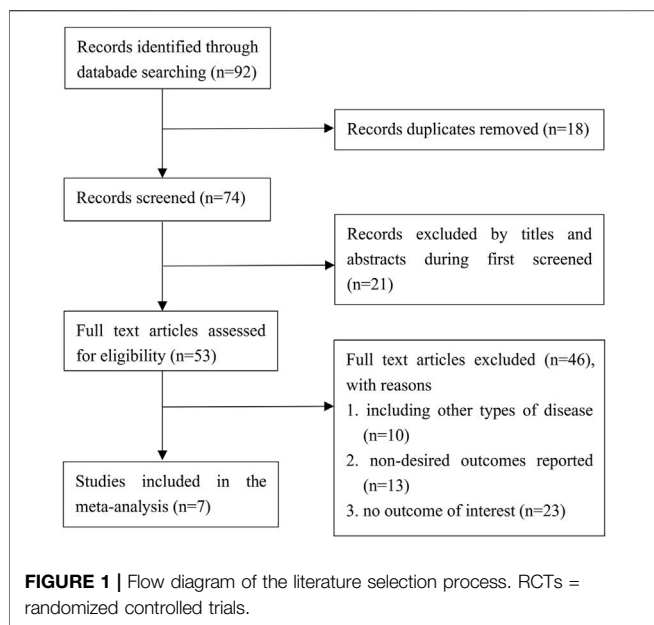 Records identified through
databade searching (n=92)
Records duplicates removed (n=18)
Records screened (n=74)
Records excluded by titles and
abstracts during first screened
(n=21)
Full text articles assessed
for eligibility (n=53)
Full text articles excluded (n=46),
with reasons
1. including other types of disease
(n=10)
2. non-desired outcomes reported
(n=13)
3. no outcome of interest (n=23)
Studies included in the
meta-analysis (n=7)
FIGURE 1 | Flow diagram of the literature selection process. RCTs =
randomized controlled trials.